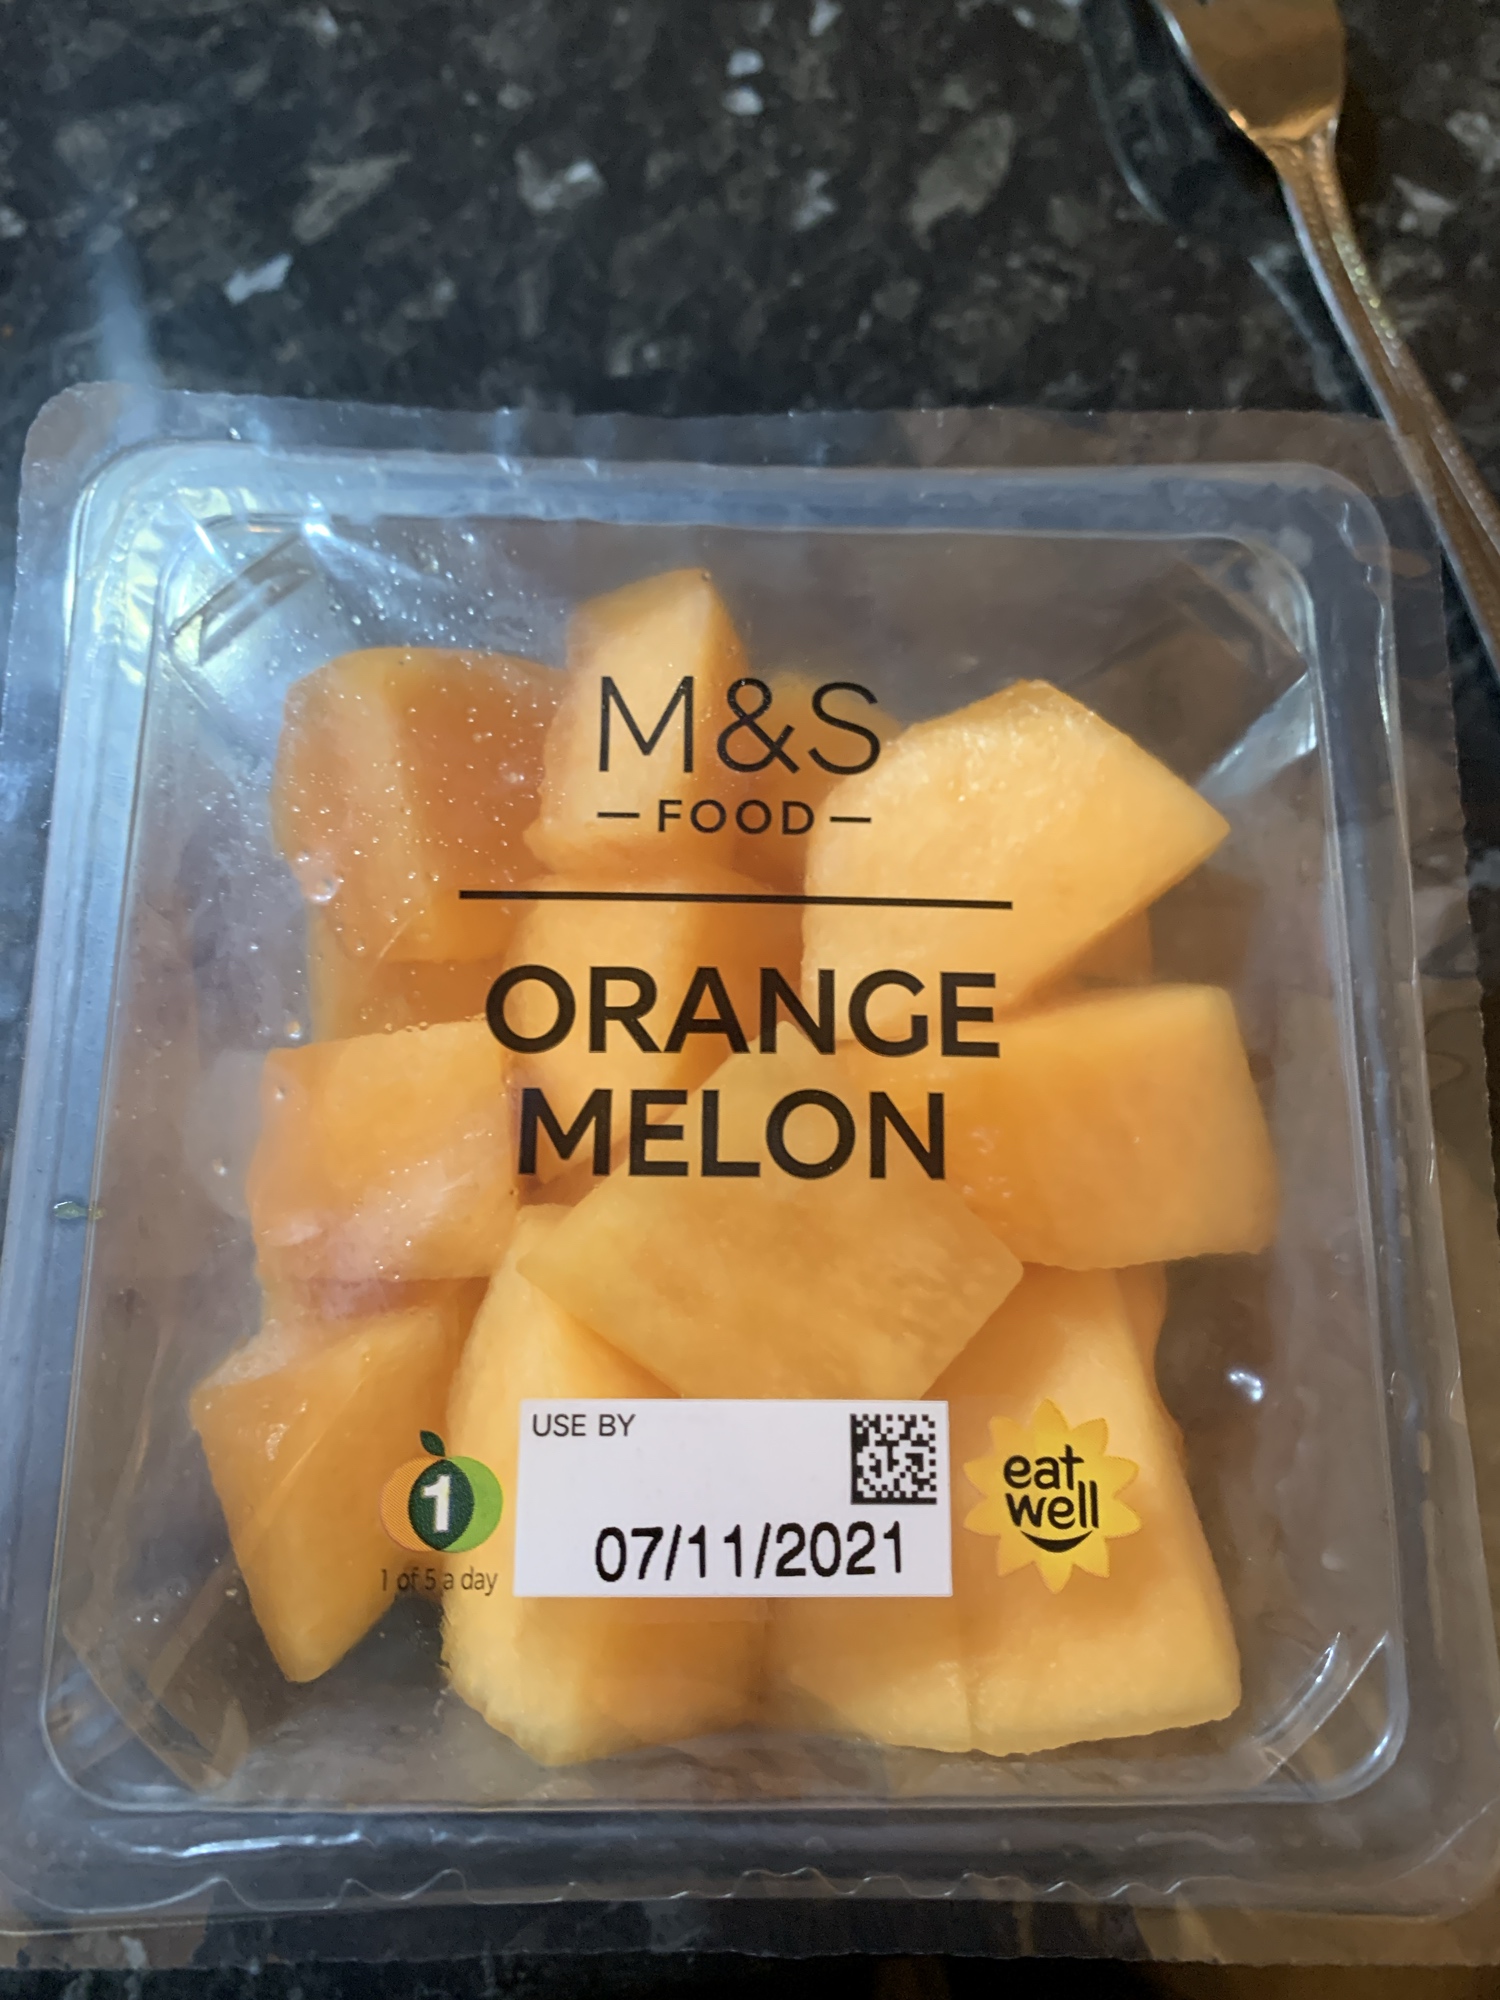 M&S
FOOD
ORANGE
MELON
USE BY
07/11/2021
1
1 of 5 a day
eat
well